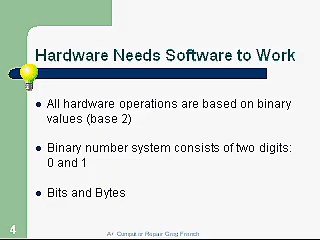 Hardware Needs Software to Work
All hardware operations are based on binary
values (base 2)
Binary number system consists of two digits:
0 and 1
Bits and Bytes
4
A+ Computer Repair Greg French